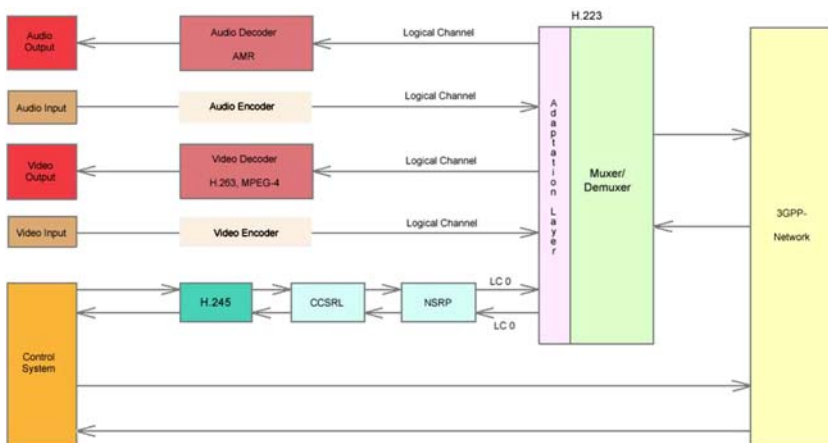 H.223
Audio
Output
Audio Decoder
AMR
Logical Channel
Audio Input
Audio Encoder
Logical Channel
Video
Output
Video Decoder
H.263, MPEG-4
Logical Channel
Video Input
Video Encoder
Logical Channel
Adaptation Layer
Muxer/
Demuxer
3GPP-
Network
Control
System
H.245
CCSRL
NSRP
LC 0
LC 0